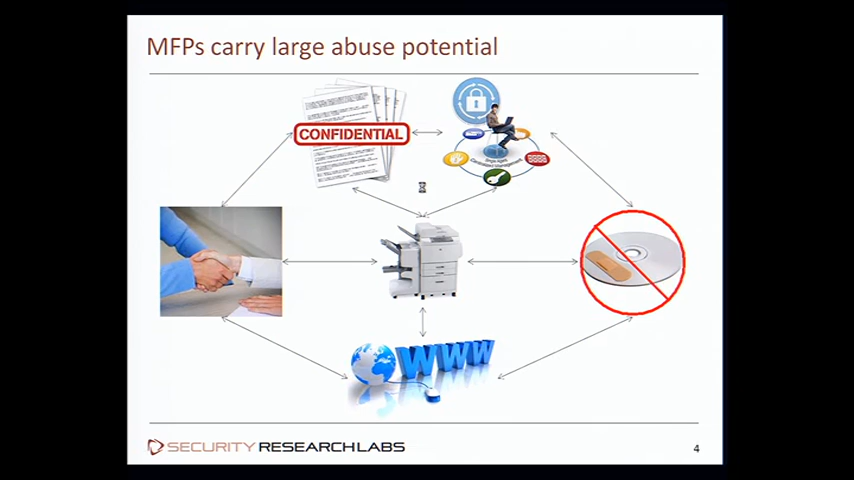 MFPs carry large abuse potential
CONFIDENTIAL
WWW
SECURITY RESEARCH LABS
4